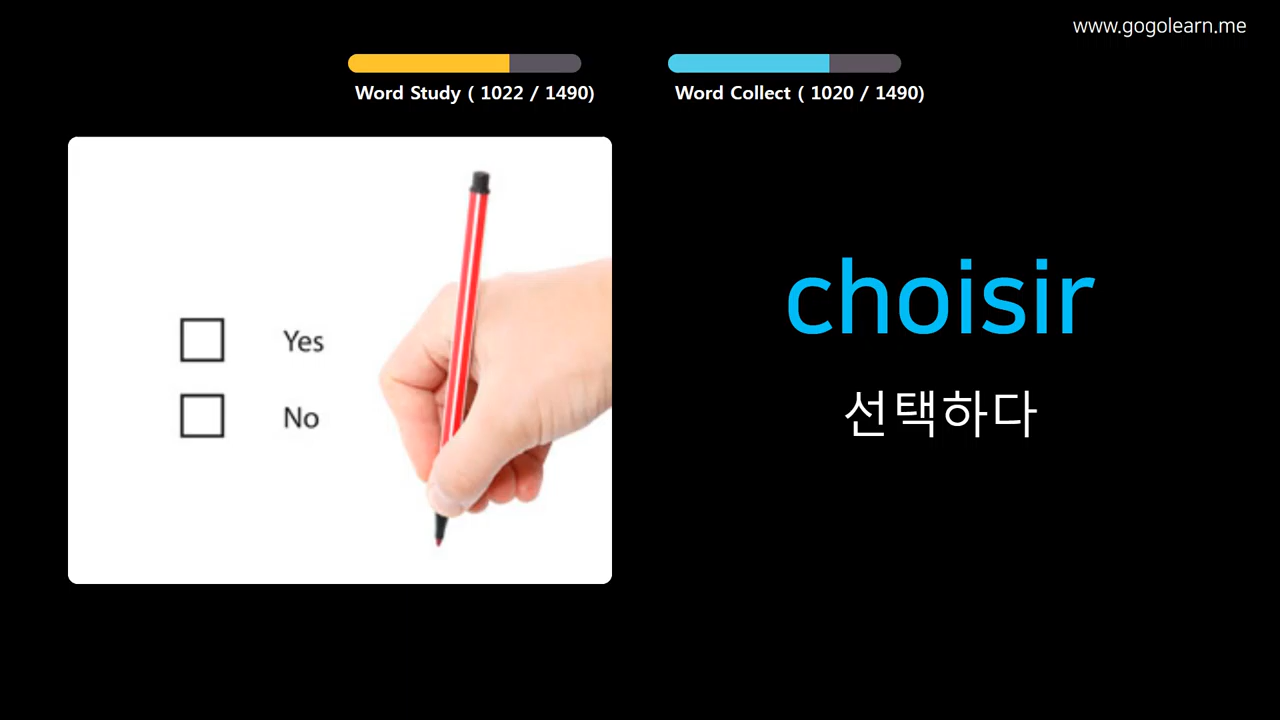 www.gogolearn.me
Word Study ( 1022 / 1490)
Word Collect ( 1020 / 1490)
Yes
No
choisir
선택하다